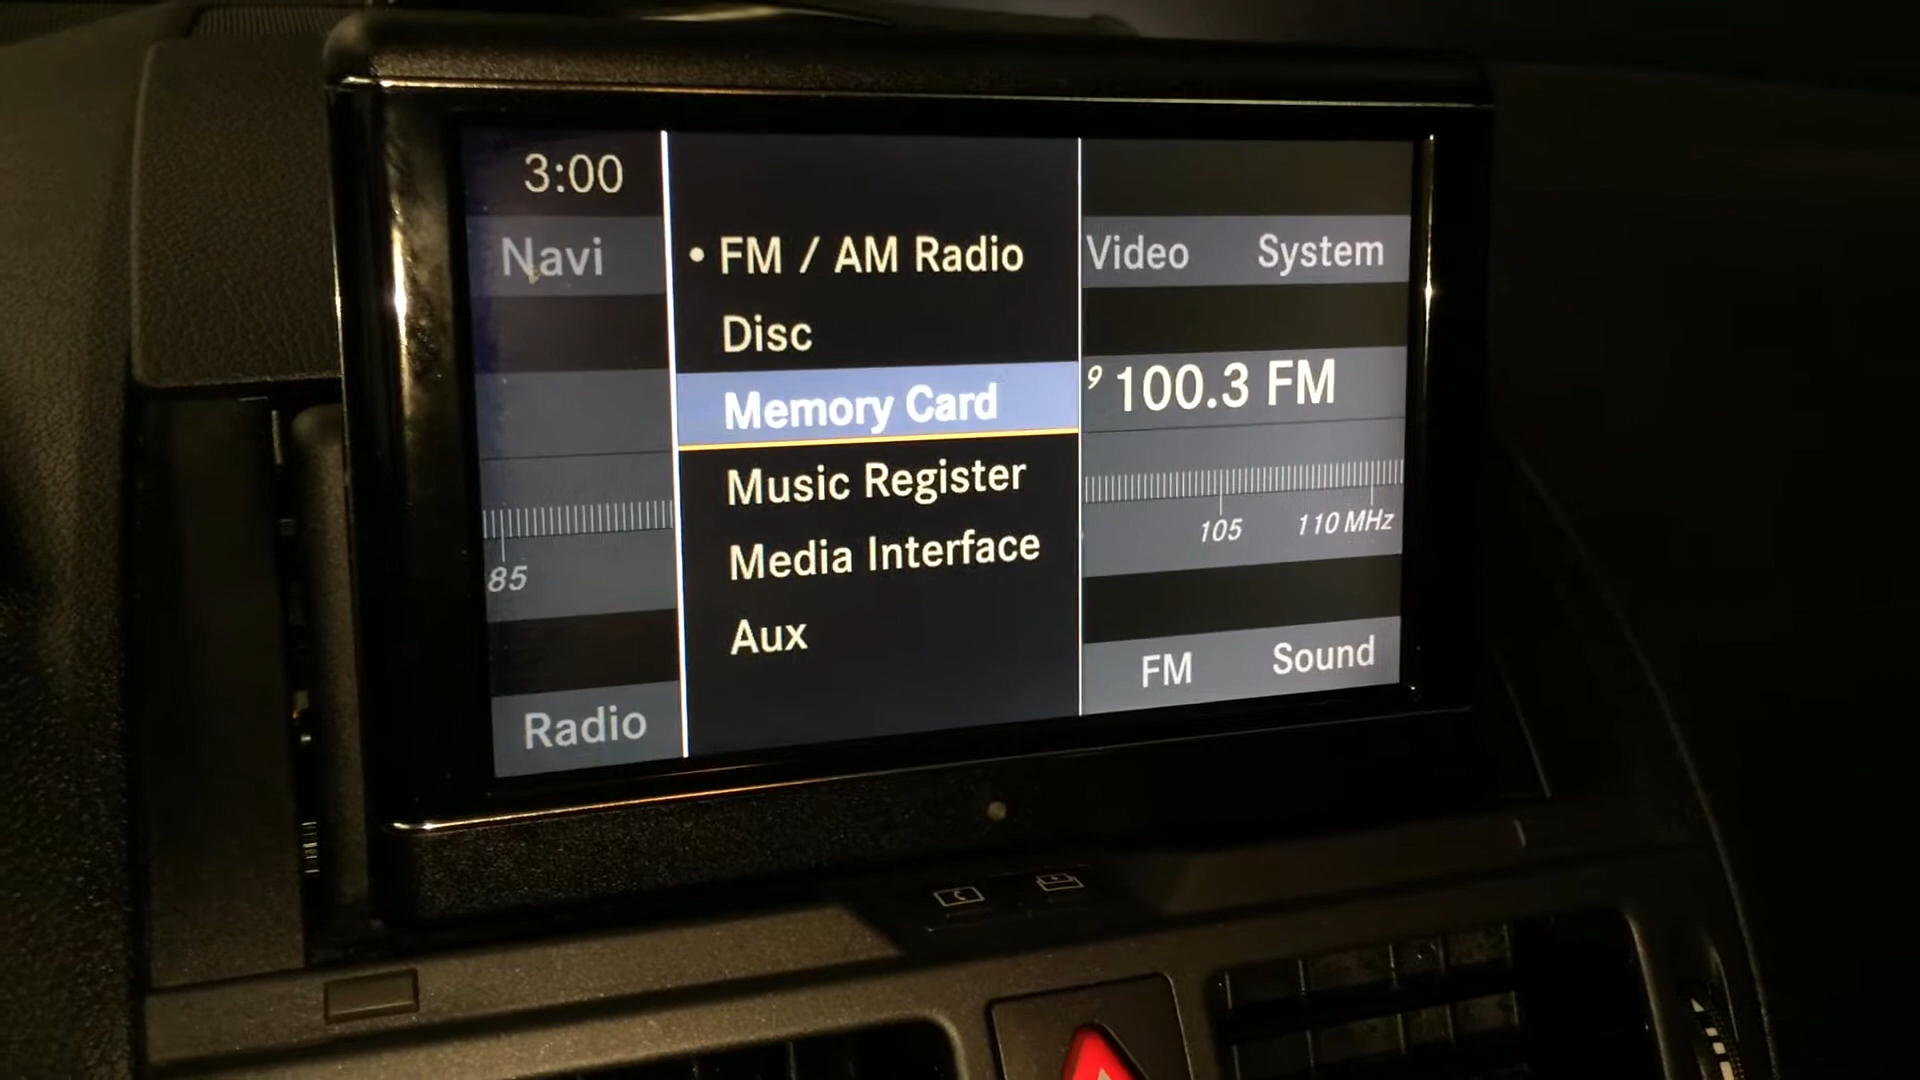 3:00
Navi
Video System
• FM / AM Radio
Disc
Memory Card
Music Register
Media Interface
Aux
9 100.3 FM
85
105 110 MHz
Radio
FM Sound